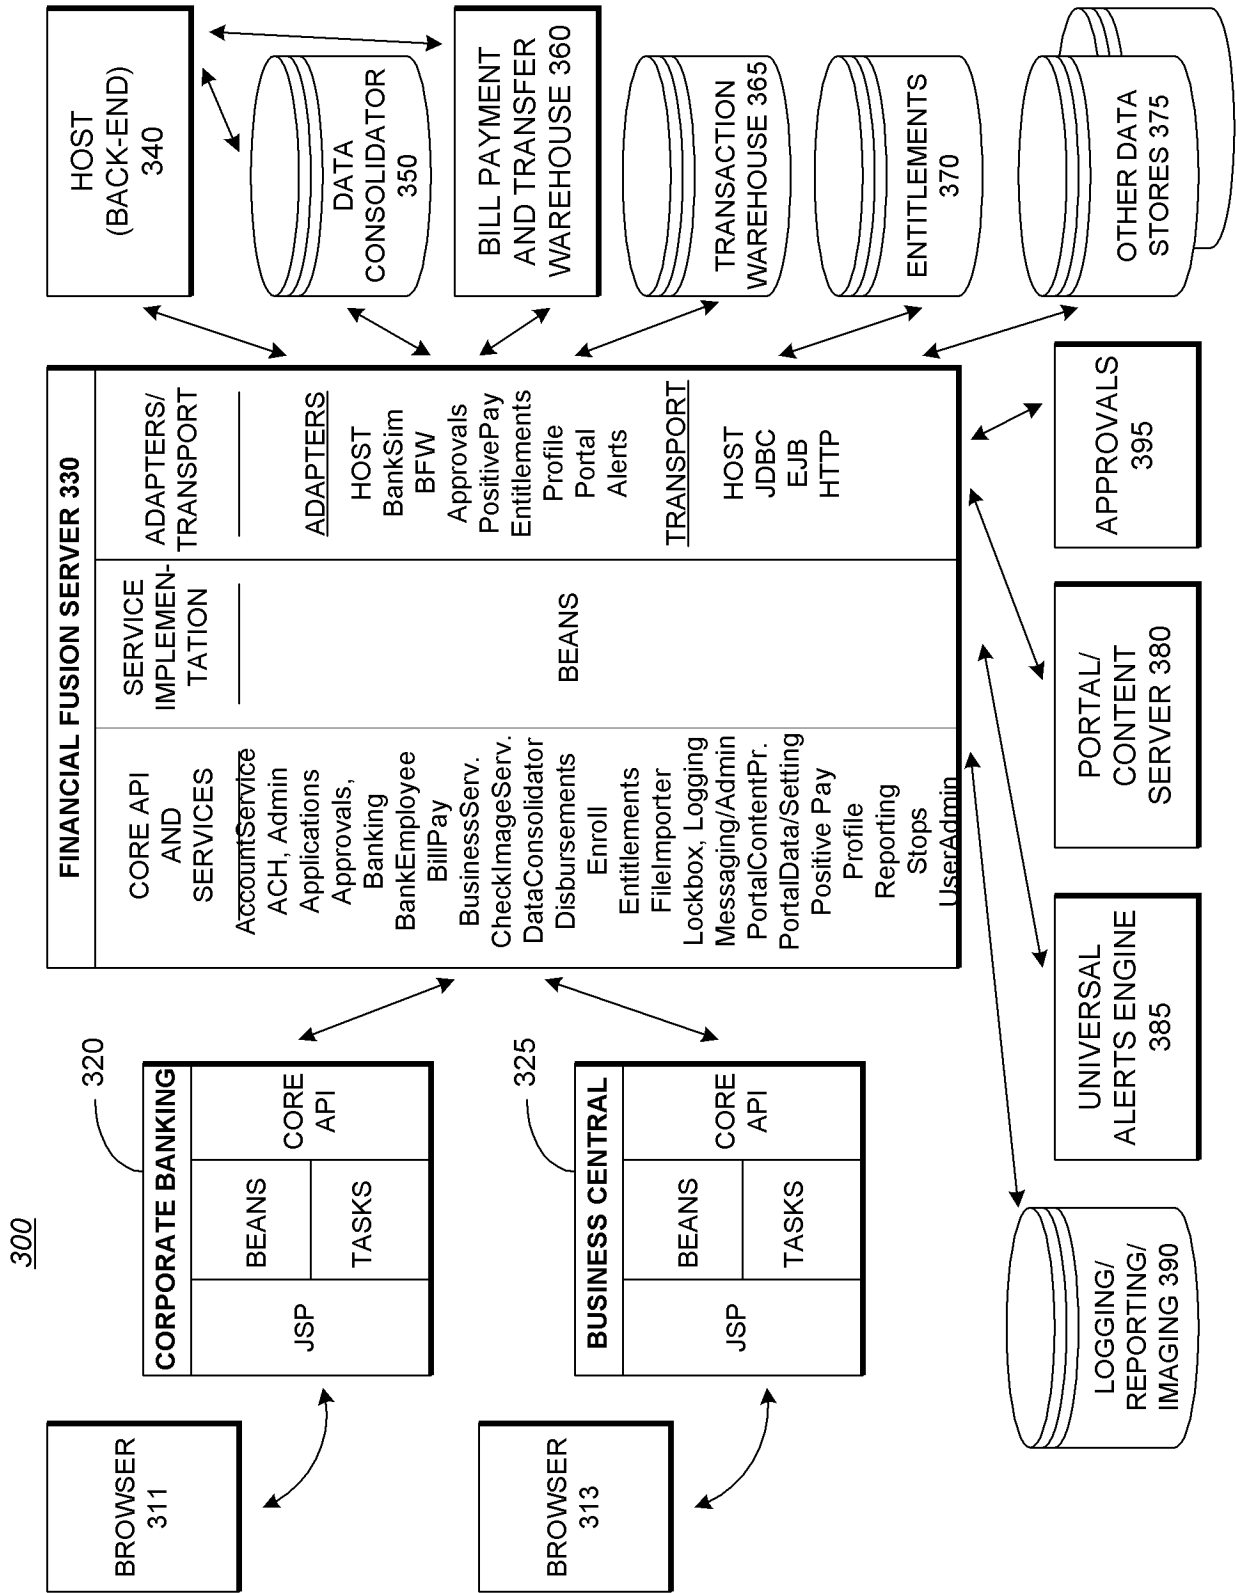 300
BROWSER
311
BROWSER
313
320
CORPORATE BANKING
JSP
BEANS
TASKS
CORE
API
325
BUSINESS CENTRAL
JSP
BEANS
TASKS
CORE
API
FINANCIAL FUSION SERVER 330
CORE API
AND
SERVICES
AccountService
ACH, Admin
Applications
Approvals,
Banking
BankEmployee
BillPay
BusinessServ.
CheckImageServ.
DataConsolidator
Disbursements
Enroll
Entitlements
FileImporter
Lockbox, Logging
Messaging/Admin
PortalContentPr.
PortalData/Setting
Positive Pay
Profile
Reporting
Stops
UserAdmin
SERVICE
IMPLEMEN-
TATION
BEANS
ADAPTERS/
TRANSPORT
ADAPTERS
HOST
BankSim
BFW
Approvals
PositivePay
Entitlements
Profile
Portal
Alerts
TRANSPORT
HOST
JDBC
EJB
HTTP
HOST
(BACK-END)
340
DATA
CONSOLIDATOR
350
BILL PAYMENT
AND TRANSFER
WAREHOUSE 360
TRANSACTION
WAREHOUSE 365
ENTITLEMENTS
370
OTHER DATA
STORES 375
LOGGING/
REPORTING/
IMAGING 390
UNIVERSAL
ALERTS ENGINE
385
PORTAL/
CONTENT
SERVER 380
APPROVALS
395